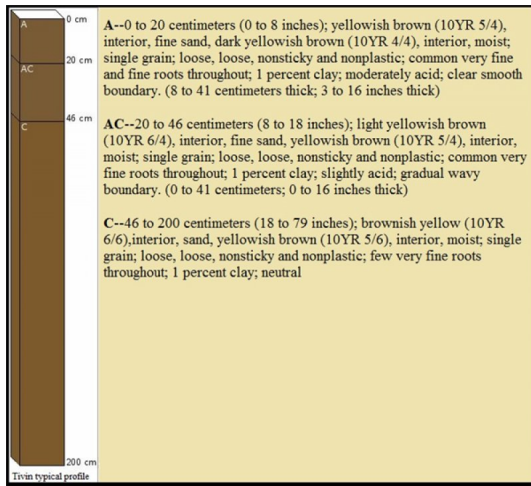 A
0 cm
20 cm
AC
46 cm
C
200 cm
Tivin typical profile
A--0 to 20 centimeters (0 to 8 inches); yellowish brown (10YR 5/4),
interior, fine sand, dark yellowish brown (10YR 4/4), interior, moist;
single grain; loose, loose, nonsticky and nonplastic; common very fine
and fine roots throughout; 1 percent clay; moderately acid; clear smooth
boundary. (8 to 41 centimeters thick; 3 to 16 inches thick)
AC--20 to 46 centimeters (8 to 18 inches); light yellowish brown
(10YR 6/4), interior, fine sand, yellowish brown (10YR 5/4), interior,
moist; single grain; loose, loose, nonsticky and nonplastic; common very
fine roots throughout; 1 percent clay; slightly acid; gradual wavy
boundary. (0 to 41 centimeters; 0 to 16 inches thick)
C--46 to 200 centimeters (18 to 79 inches); brownish yellow (10YR
6/6),interior, sand, yellowish brown (10YR 5/6), interior, moist; single
grain; loose, loose, nonsticky and nonplastic; few very fine roots
throughout; 1 percent clay; neutral